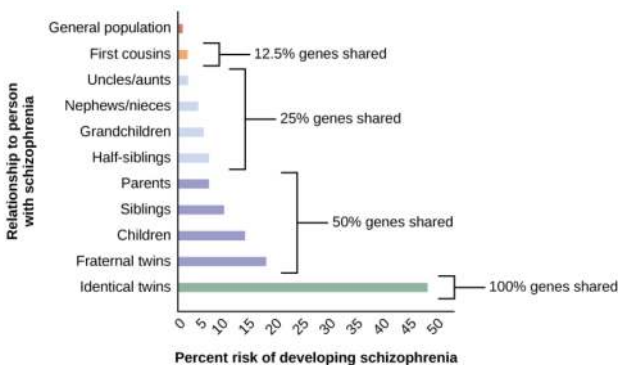 Relationship to person
with schizophrenia
General population
First cousins
12.5% genes shared
Uncles/aunts
Nephews/nieces
25% genes shared
Grandchildren
Half-siblings
Parents
Siblings
50% genes shared
Children
Fraternal twins
Identical twins
100% genes shared
0 5 10 15 20 25 30 35 40 45 50
Percent risk of developing schizophrenia